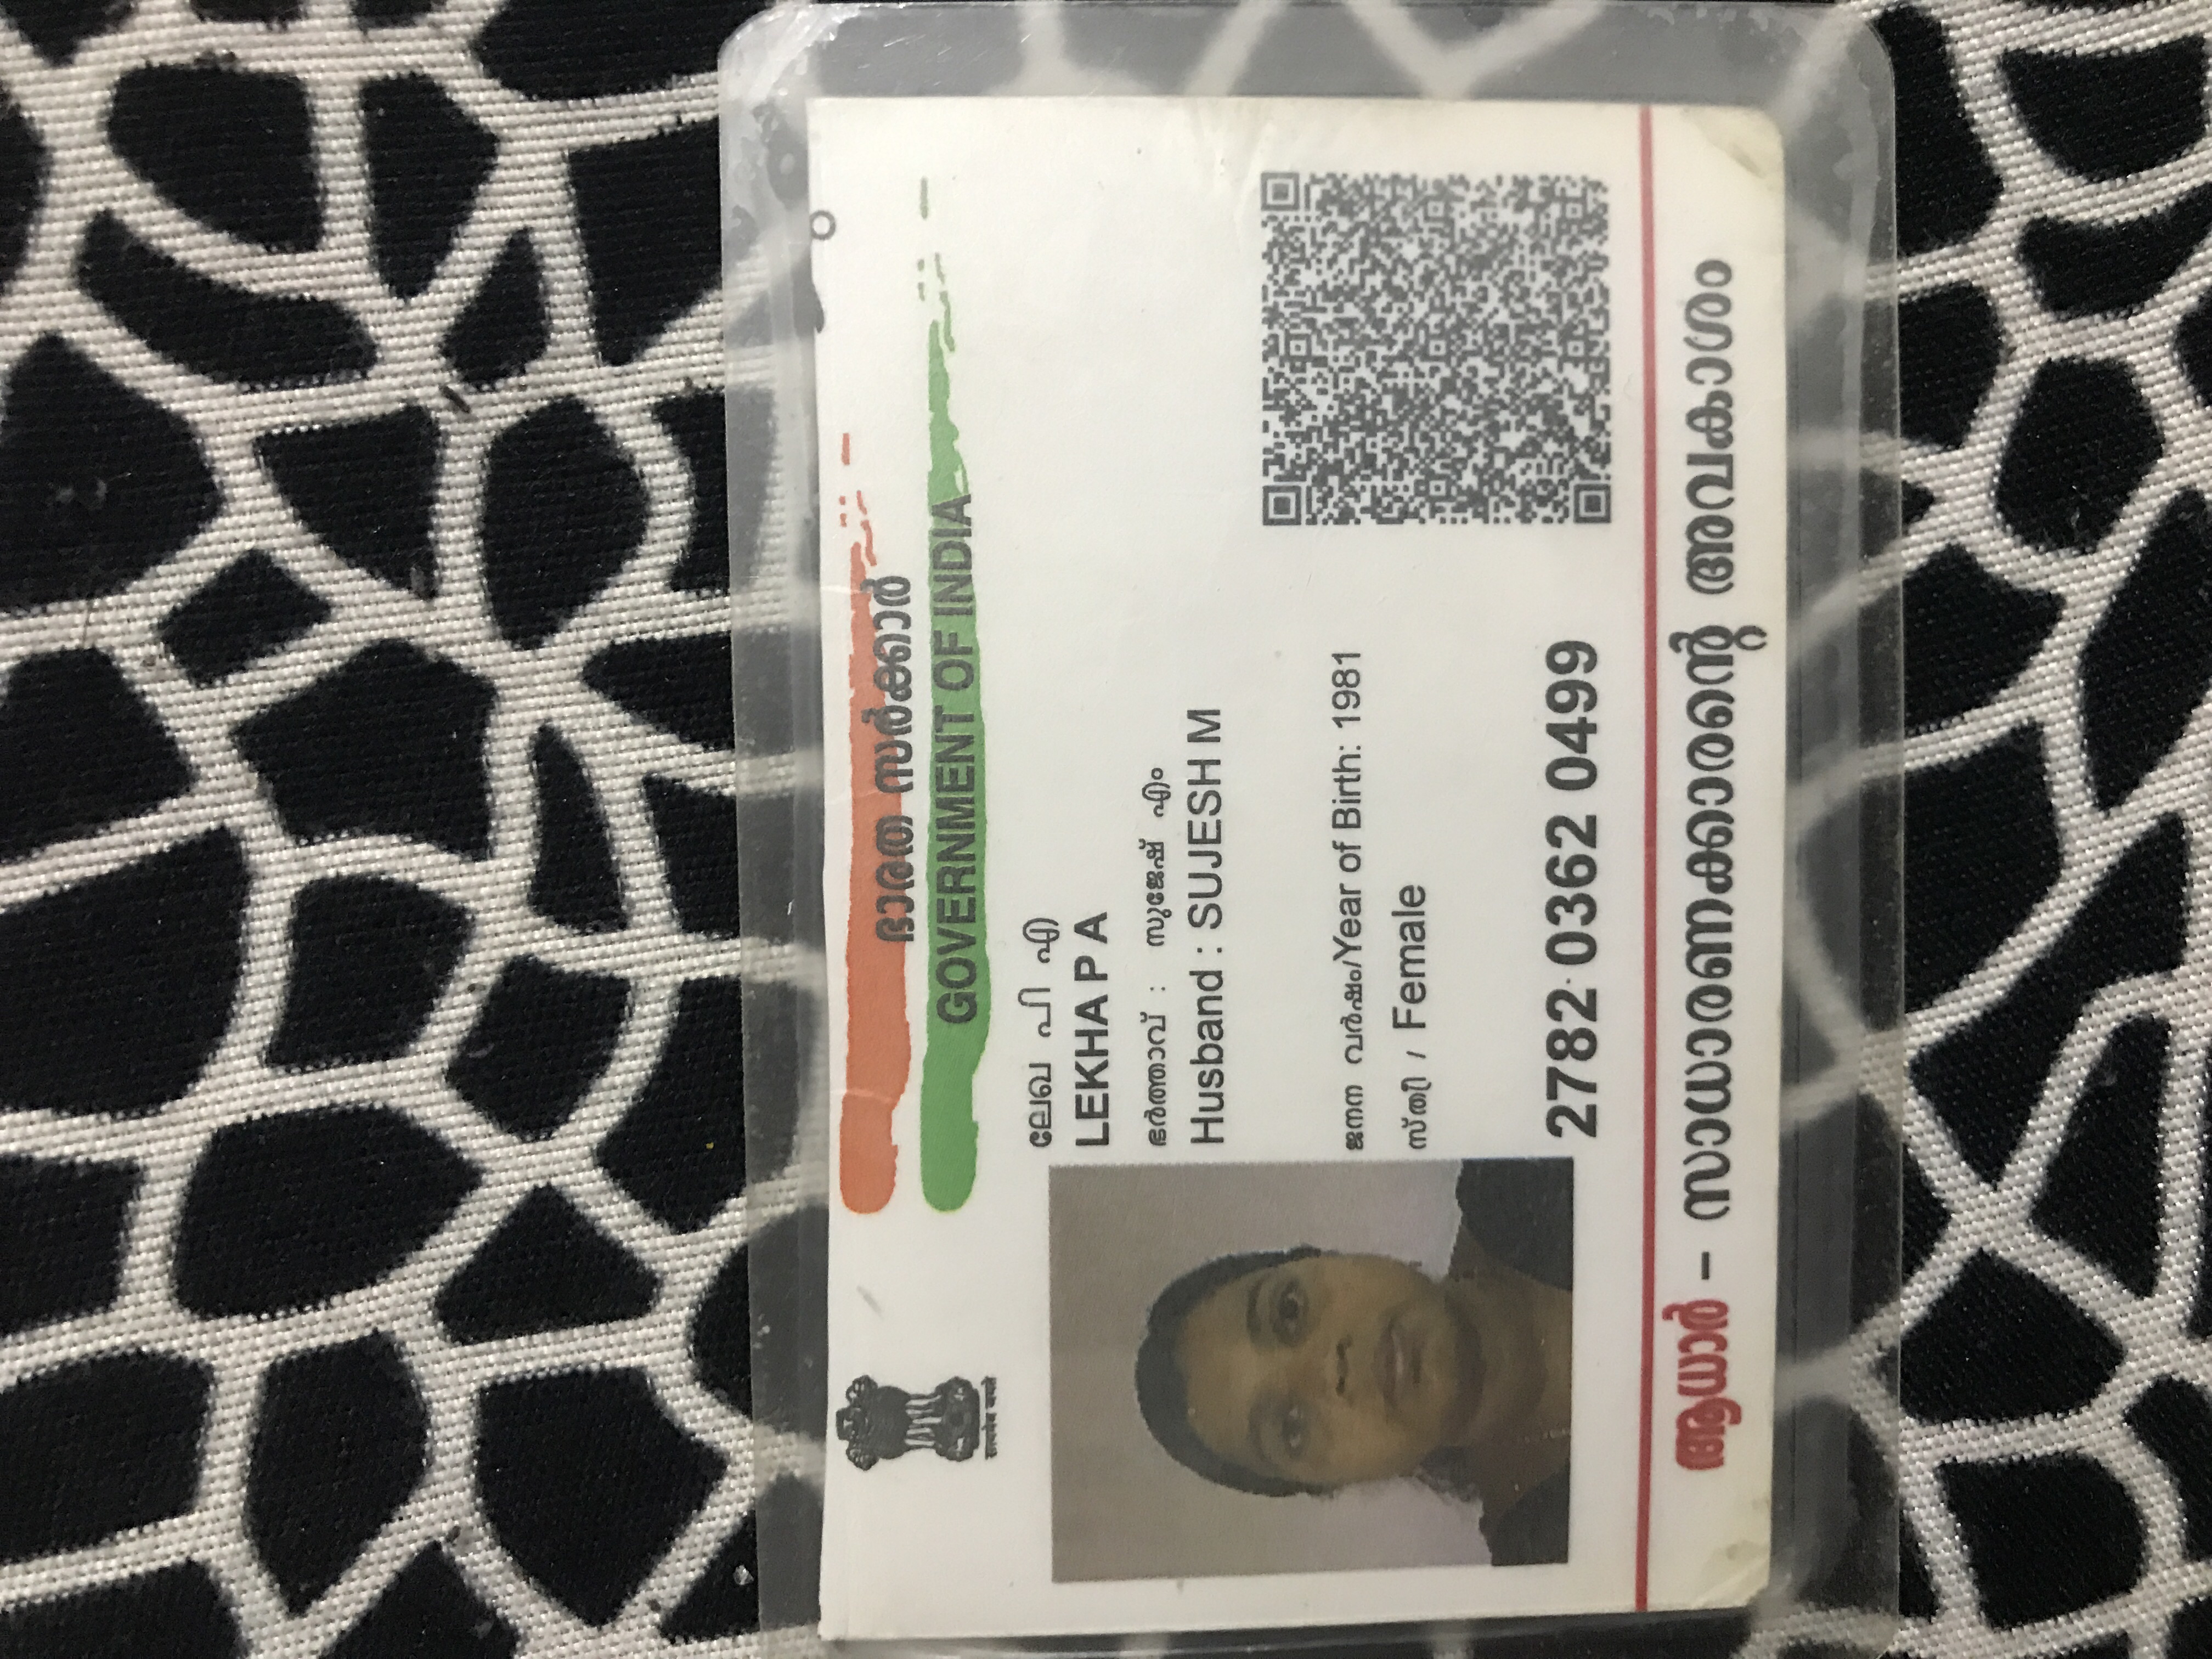 ഭാരത സർക്കാർ
GOVERNMENT OF INDIA
सत्यमेव जयते
ലേഖ പി എ
LEKHA P A
ഭർത്താവ് : സുജേഷ് എം
Husband : SUJESH M
ജനന വർഷം/Year of Birth: 1981
സ്ത്രീ / Female
2782 0362 0499
ആധാർ - സാധാരണക്കാരന്റെ അവകാശം